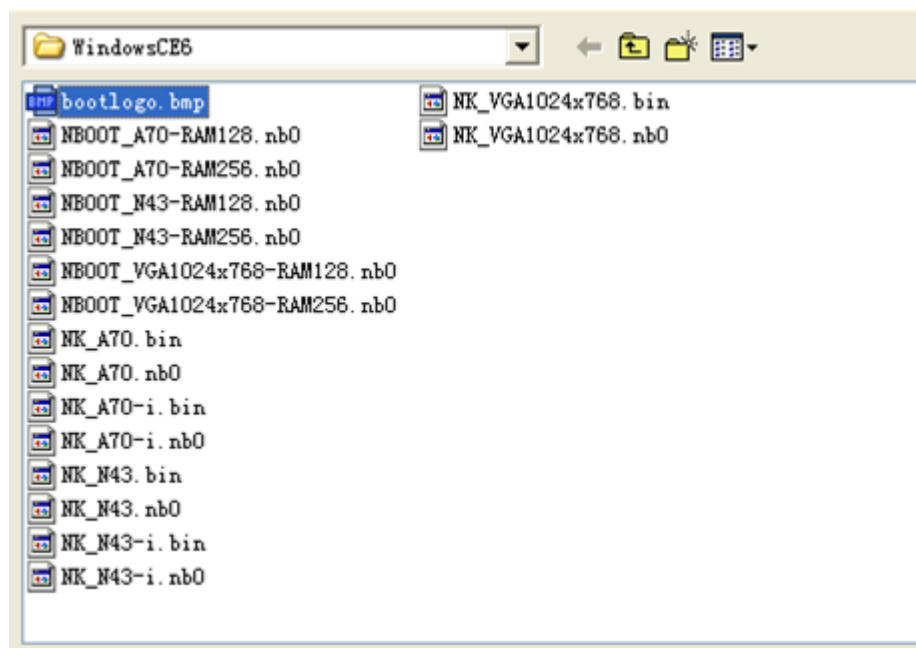 WindowsCE6
bootlogo.bmp
NBOOT_A70-RAM128.nb0
NBOOT_A70-RAM256.nb0
NBOOT_N43-RAM128.nb0
NBOOT_N43-RAM256.nb0
NBOOT_VGA1024x768-RAM128.nb0
NBOOT_VGA1024x768-RAM256.nb0
NK_A70.bin
NK_A70.nb0
NK_A70-i.bin
NK_A70-i.nb0
NK_N43.bin
NK_N43.nb0
NK_N43-i.bin
NK_N43-i.nb0
NK_VGA1024x768.bin
NK_VGA1024x768.nb0